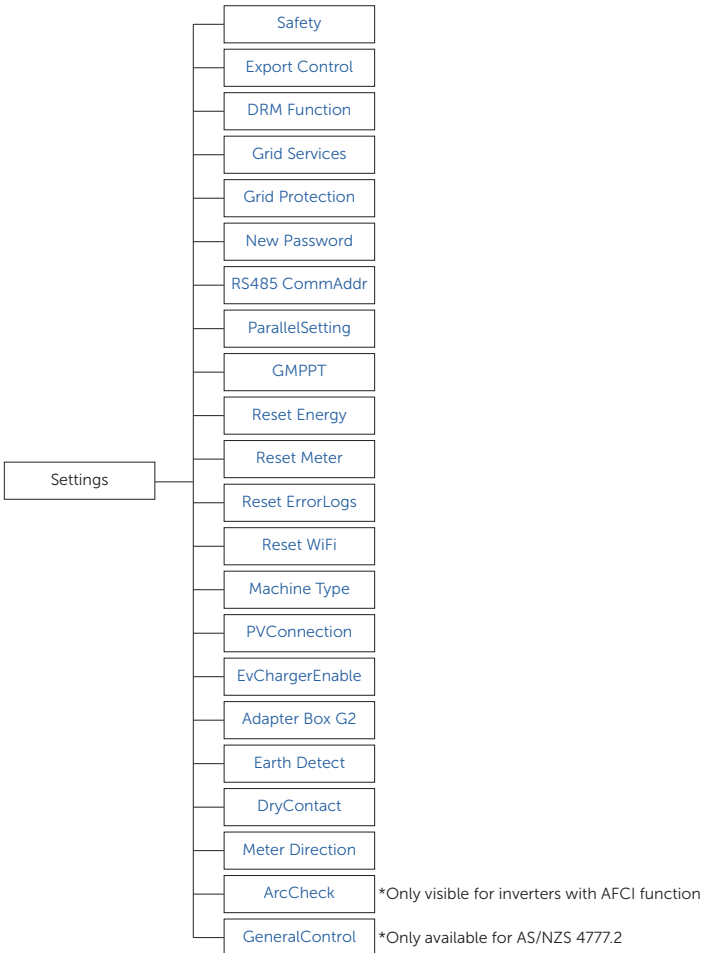 Safety
Export Control
DRM Function
Grid Services
Grid Protection
New Password
RS485 CommAddr
ParallelSetting
GMPPT
Reset Energy
Reset Meter
Settings
Reset ErrorLogs
Reset WiFi
Machine Type
PVConnection
EvChargerEnable
Adapter Box G2
Earth Detect
DryContact
Meter Direction
ArcCheck *Only visible for inverters with AFCI function
GeneralControl *Only available for AS/NZS 4777.2